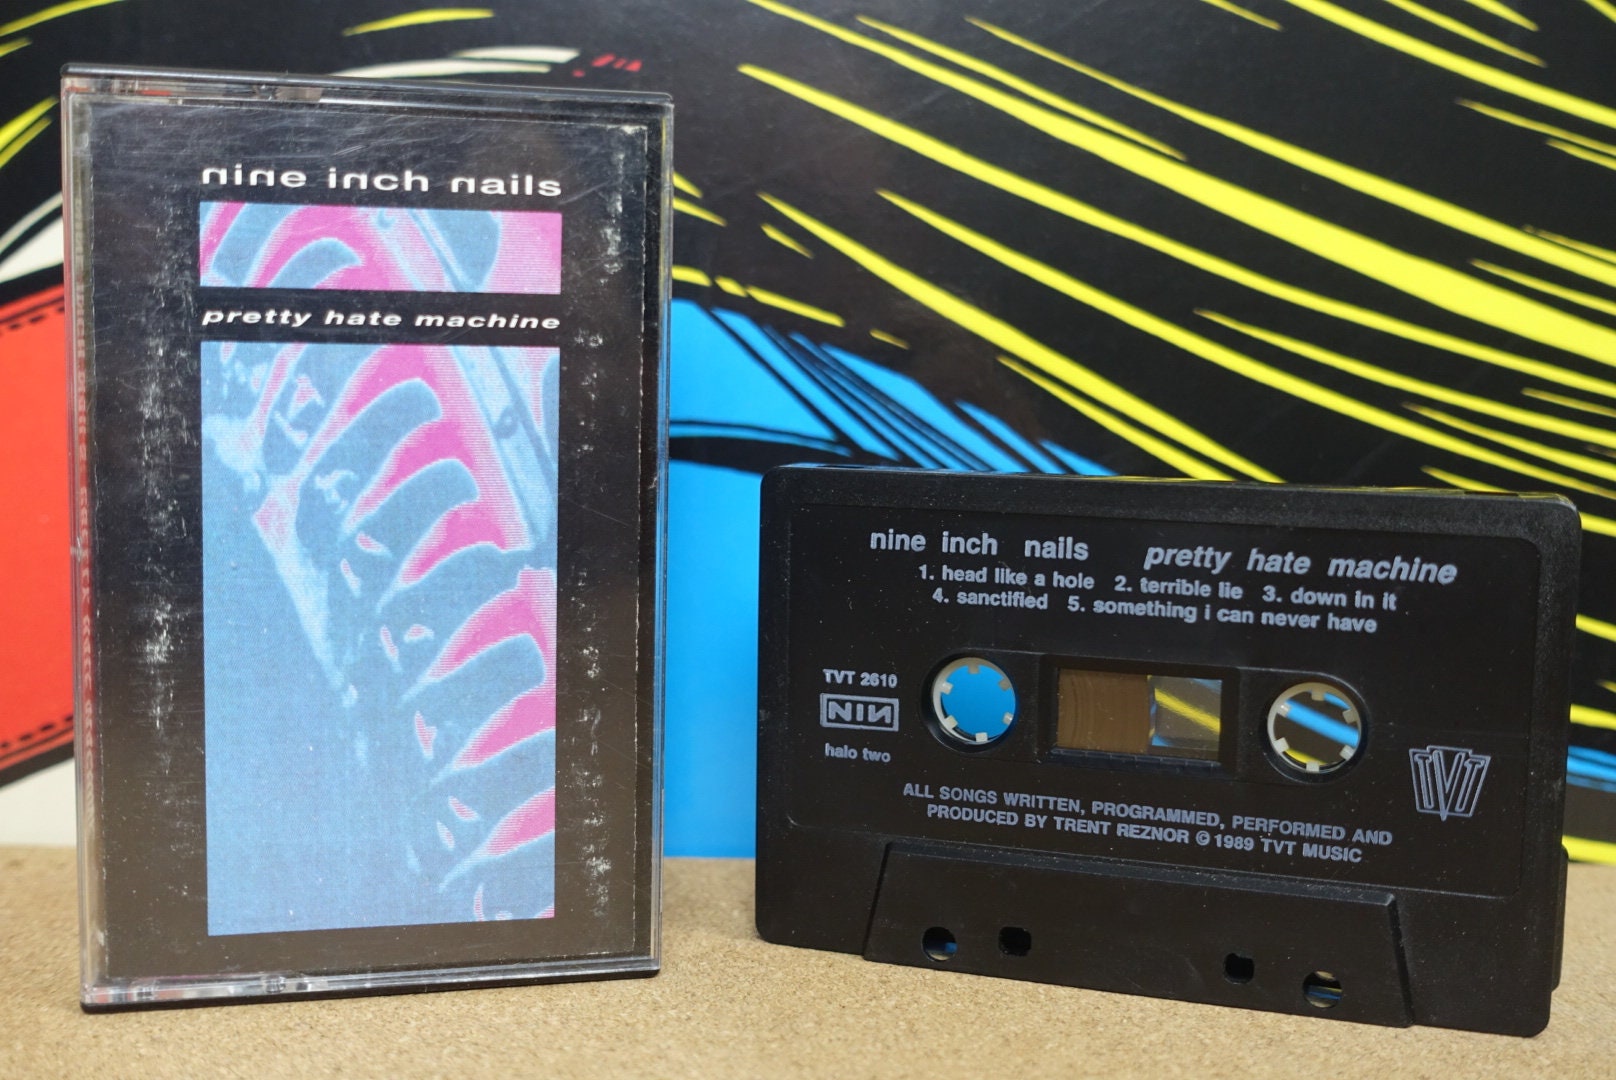 nine inch nails
pretty hate machine
nine inch nails pretty hate machine
1. head like a hole 2. terrible lie 3. down in it
4. sanctified 5. something i can never have
TVT 2610
NIИ
halo two
TVT
ALL SONGS WRITTEN, PROGRAMMED, PERFORMED AND
PRODUCED BY TRENT REZNOR © 1989 TVT MUSIC